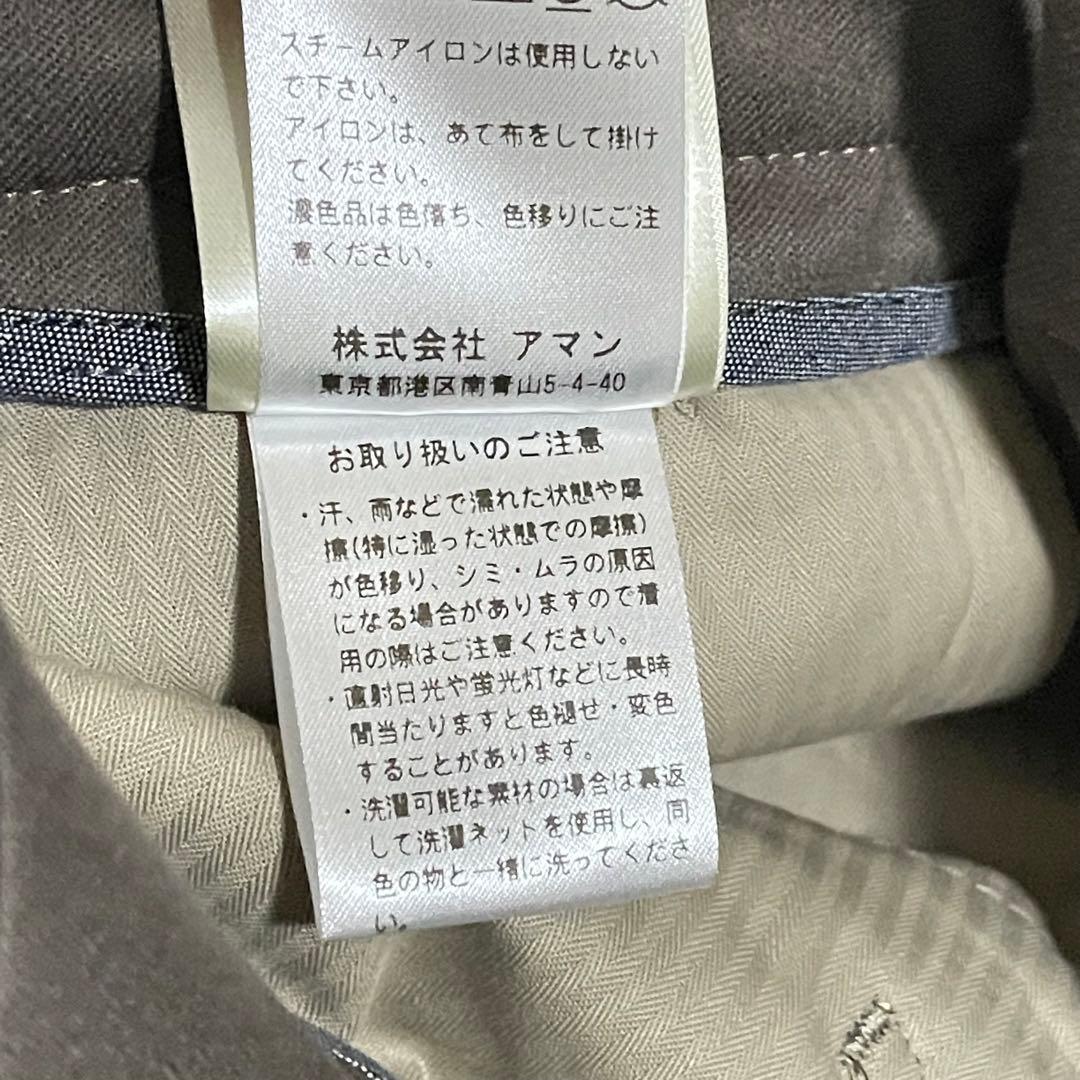 スチームアイロンは使用しない
で下さい。
アイロンは、あて布をして掛け
てください。
濃色品は色落ち、色移りにご注
意ください。
株式会社 アマン
東京都港区南青山5-4-40
お取り扱いのご注意
・汗、雨などで濡れた状態や摩
擦(特に湿った状態での摩擦)
が色移り、シミ・ムラの原因
になる場合がありますので着
用の際はご注意ください。
・直射日光や蛍光灯などに長時
間当たりますと色褪せ・変色
することがあります。
・洗濯可能な素材の場合は裏返
して洗濯ネットを使用し、同
色の物と一緒に洗ってくださ
い。